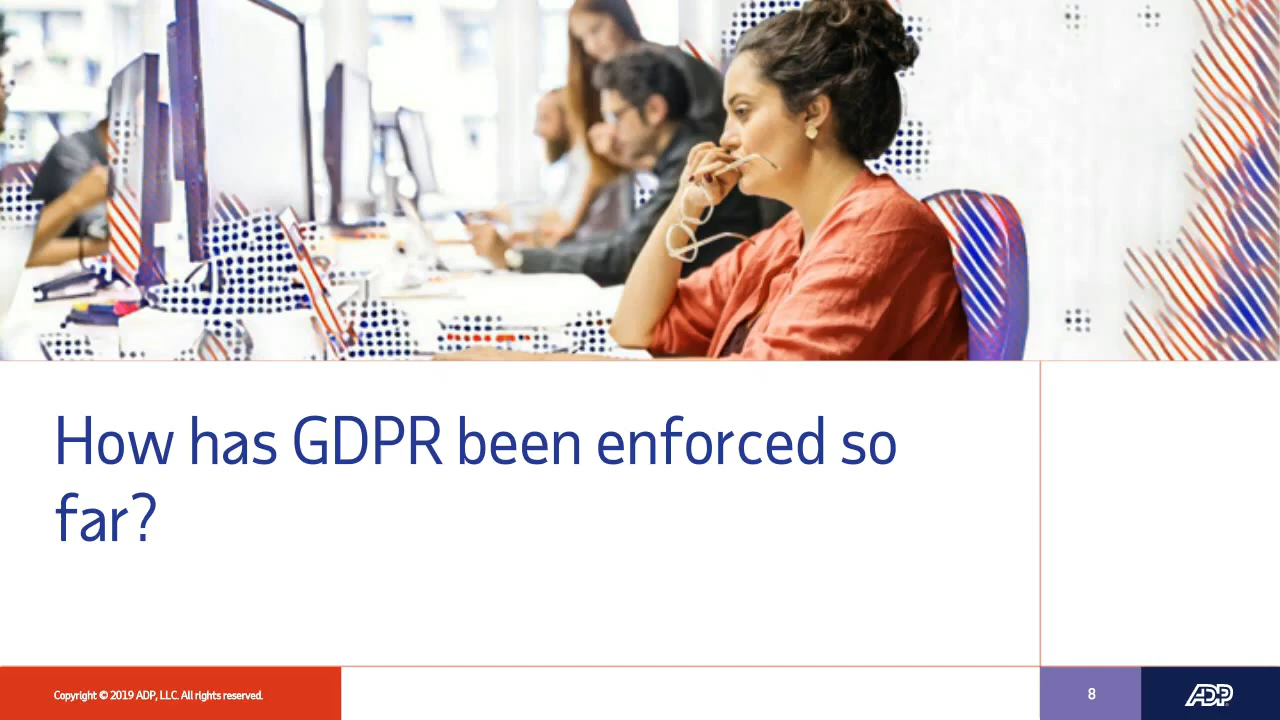 How has GDPR been enforced so
far?
Copyright © 2019 ADP, LLC. All rights reserved.
8
ADP